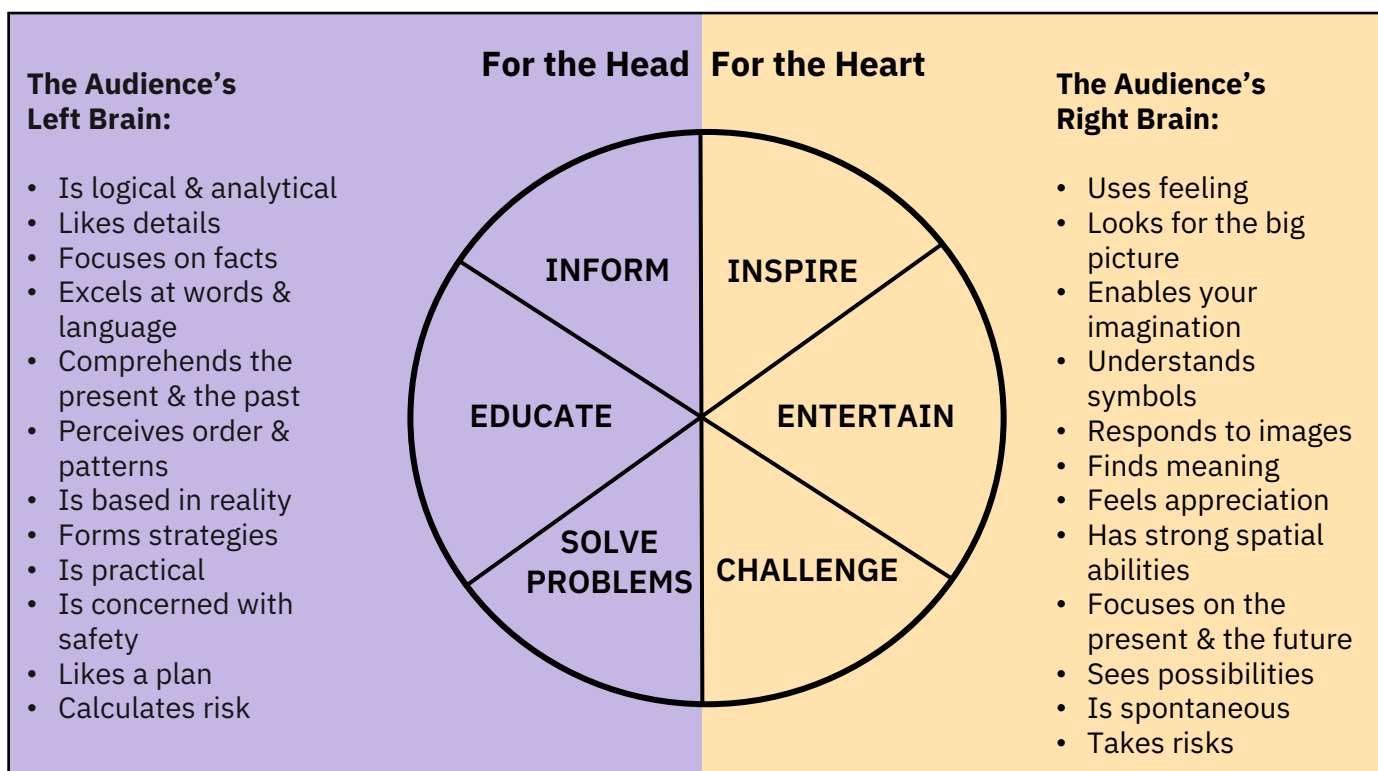 For the Head
For the Heart
The Audience’s
Left Brain:
• Is logical & analytical
• Likes details
• Focuses on facts
• Excels at words &
language
• Comprehends the
present & the past
• Perceives order &
patterns
• Is based in reality
• Forms strategies
• Is practical
• Is concerned with
safety
• Likes a plan
• Calculates risk
INFORM
INSPIRE
EDUCATE
ENTERTAIN
SOLVE
PROBLEMS
CHALLENGE
The Audience’s
Right Brain:
• Uses feeling
• Looks for the big
picture
• Enables your
imagination
• Understands
symbols
• Responds to images
• Finds meaning
• Feels appreciation
• Has strong spatial
abilities
• Focuses on the
present & the future
• Sees possibilities
• Is spontaneous
• Takes risks